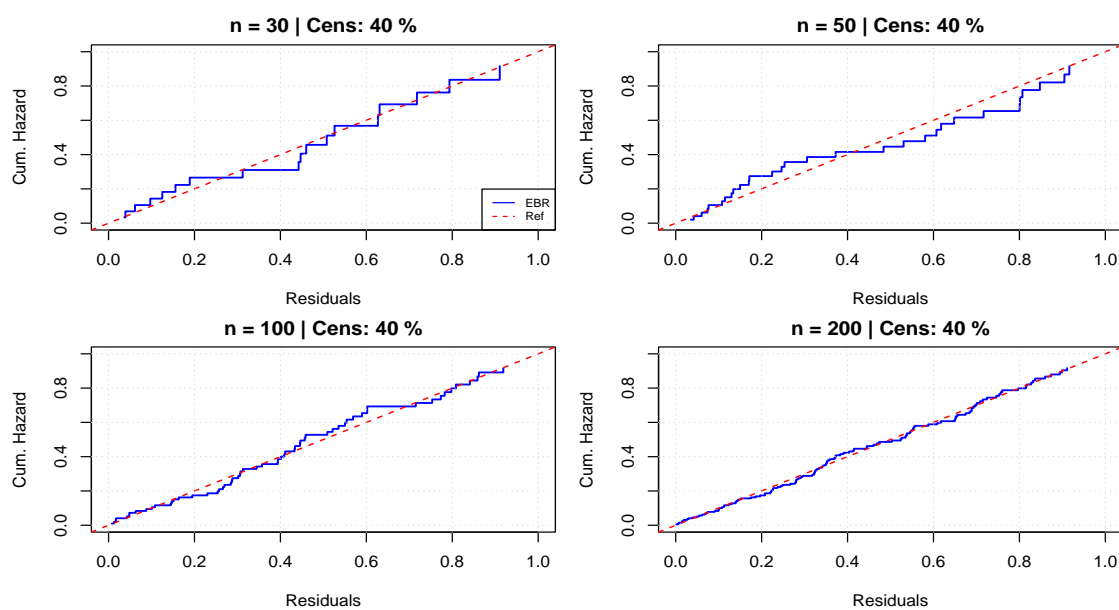 n = 30 | Cens: 40 %
Cum. Hazard
0.0 0.4 0.8
EBR
Ref
0.0 0.2 0.4 0.6 0.8 1.0
Residuals
n = 50 | Cens: 40 %
Cum. Hazard
0.0 0.4 0.8
0.0 0.2 0.4 0.6 0.8 1.0
Residuals
n = 100 | Cens: 40 %
Cum. Hazard
0.0 0.4 0.8
0.0 0.2 0.4 0.6 0.8 1.0
Residuals
n = 200 | Cens: 40 %
Cum. Hazard
0.0 0.4 0.8
0.0 0.2 0.4 0.6 0.8 1.0
Residuals